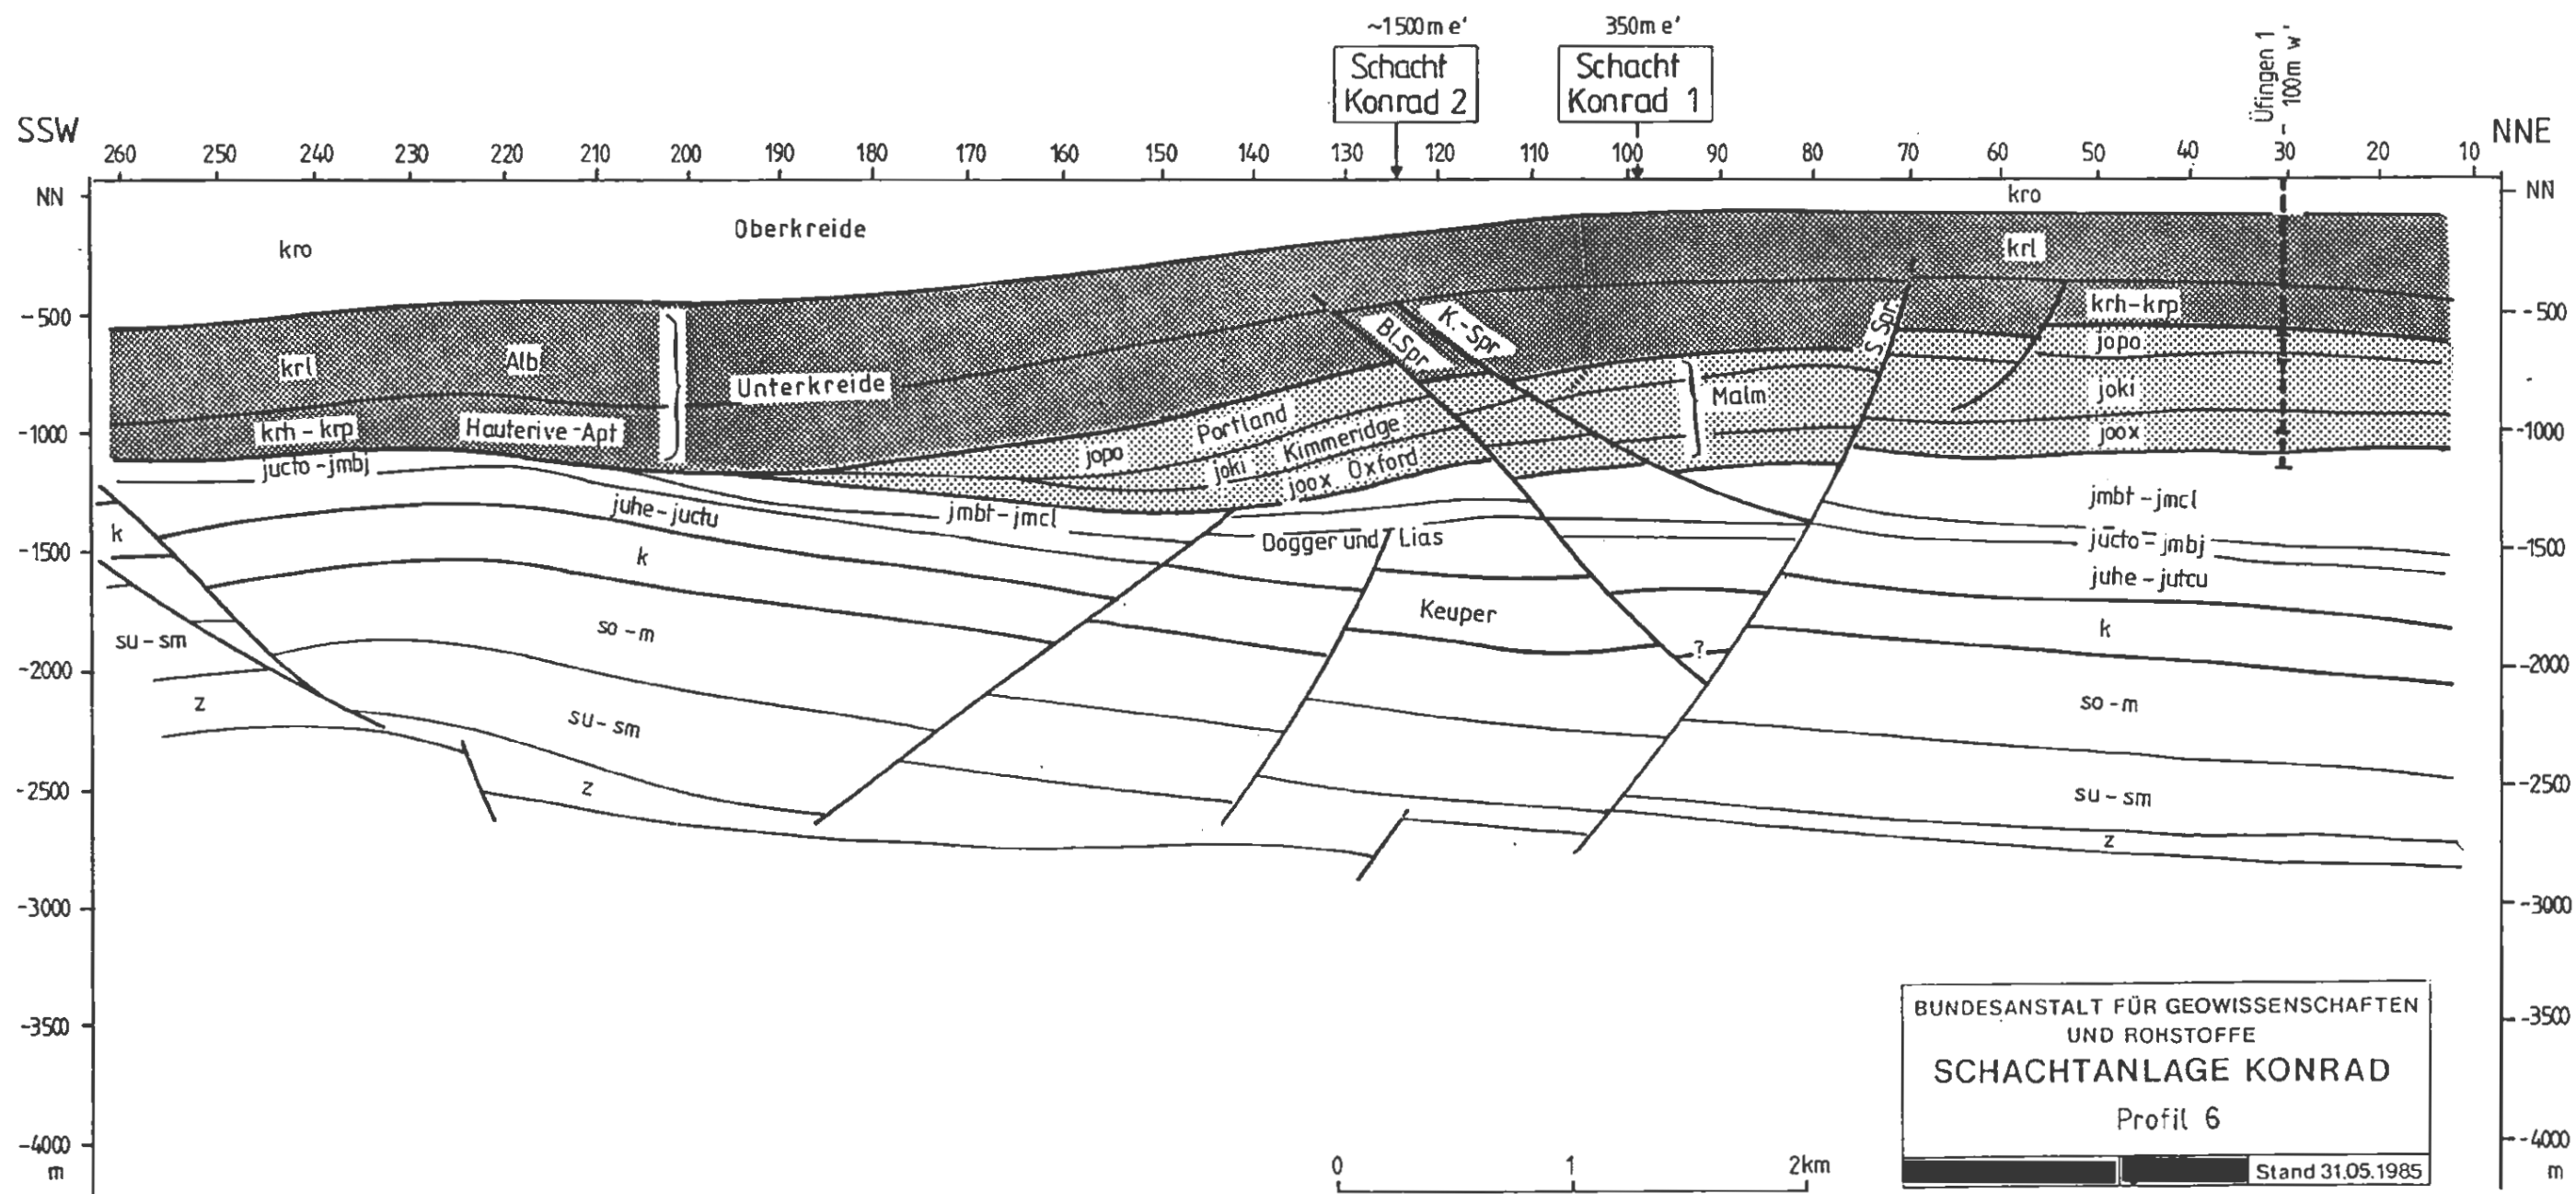 ~1500m e'
350m e'
Schacht
Konrad 2
Schacht
Konrad 1
Üfingen 1
100m w'
SSW
NNE
260 250 240 230 220 210 200 190 180 170 160 150 140 130 120 110 100 90 80 70 60 50 40 30 20 10
NN
NN
kro
Oberkreide
kro
krl
Alb
Unterkreide
krh-krp
Hauterive-Apt
Bl.Spr
K.-Spr
S. Spr.
krl
krh-krp
jopo
joki
joox
Malm
jopo Portland
joki Kimmeridge
joox Oxford
jucto-jmbj
juhe-juctu
jmbt-jmcl
Dogger und Lias
jmbt-jmcl
jucto-jmbj
juhe-jutcu
k
k
Keuper
?
k
su-sm
so-m
so-m
z
su-sm
su-sm
z
z
-500
-1000
-1500
-2000
-2500
-3000
-3500
-4000
m
-500
-1000
-1500
-2000
-2500
-3000
-3500
-4000
m
0 1 2km
BUNDESANSTALT FÜR GEOWISSENSCHAFTEN
UND ROHSTOFFE
SCHACHTANLAGE KONRAD
Profil 6
Stand 31.05.1985